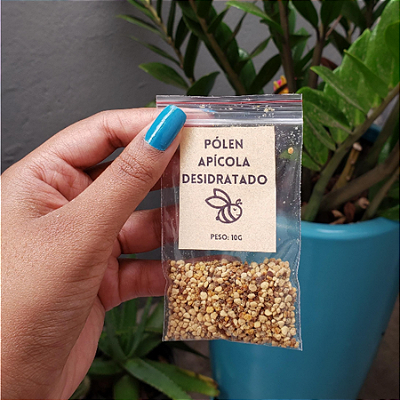 PÓLEN
APÍCOLA
DESIDRATADO
PESO: 10G